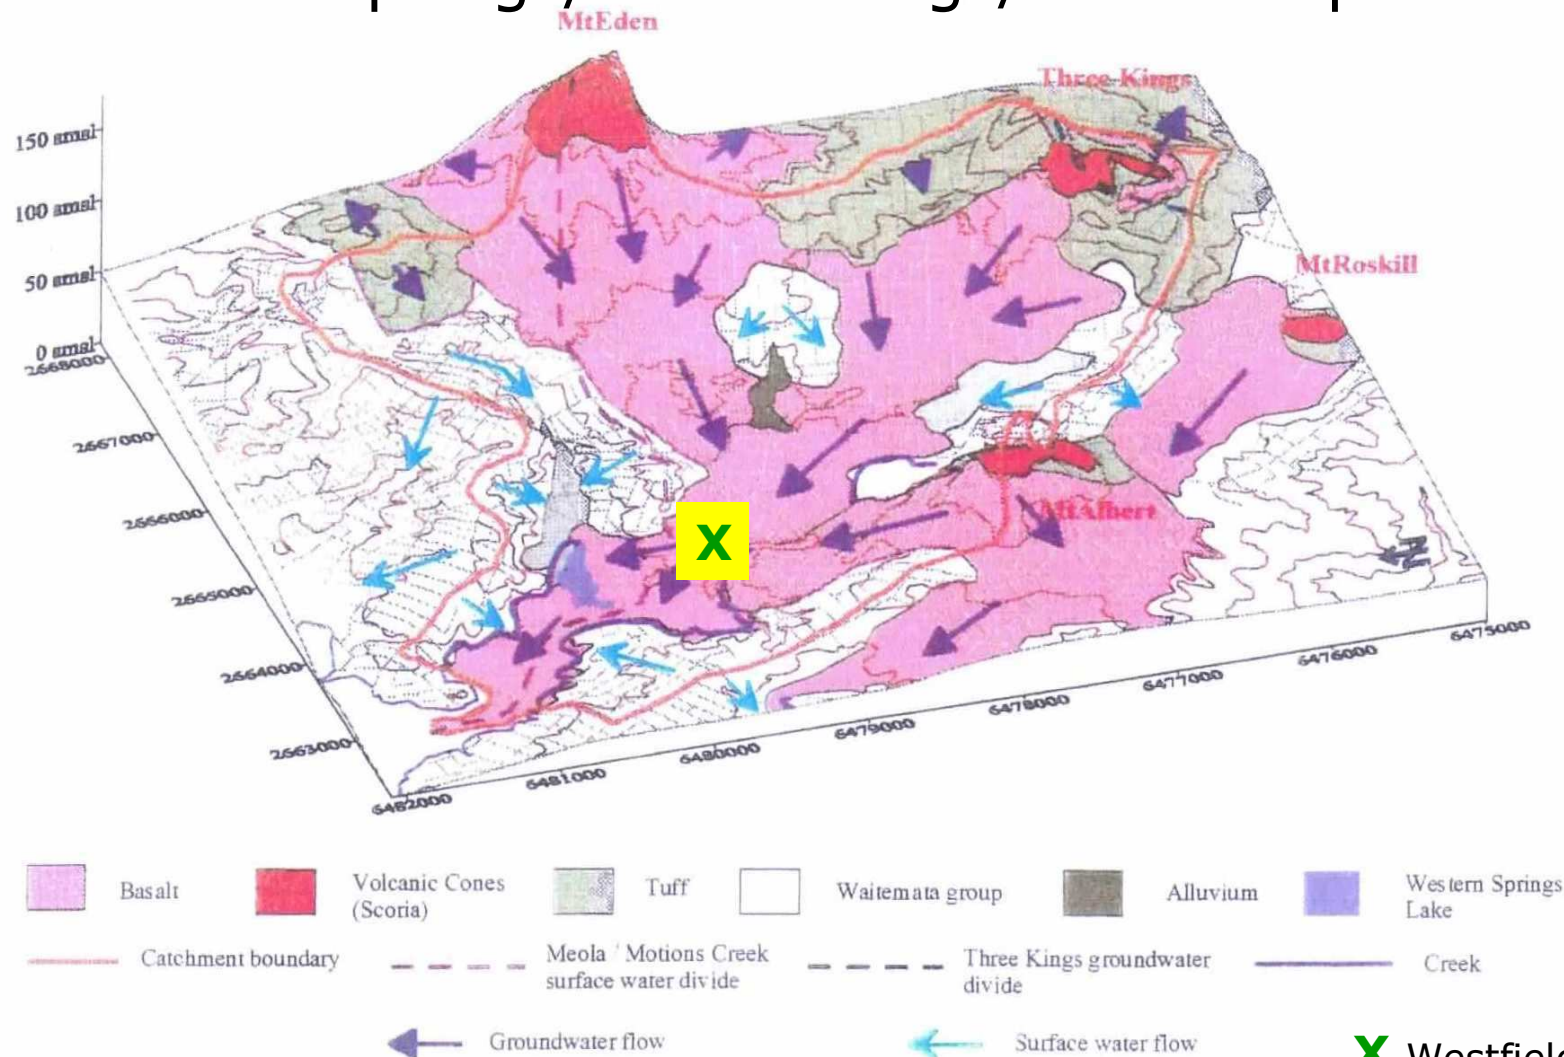 MtEden
Three Kings
150 amsl
100 amsl
50 amsl
0 amsl
MtRoskill
2668000
2667000
2666000
2665000
2664000
2663000
MtAlbert
X
N
6482000
6481000
6480000
6479000
6478000
6477000
6476000
6475000
Basalt
Volcanic Cones
(Scoria)
Tuff
Waitemata group
Alluvium
Western Springs
Lake
Catchment boundary
Meola Motions Creek
surface water divide
Three Kings groundwater
divide
Creek
Groundwater flow
Surface water flow
X